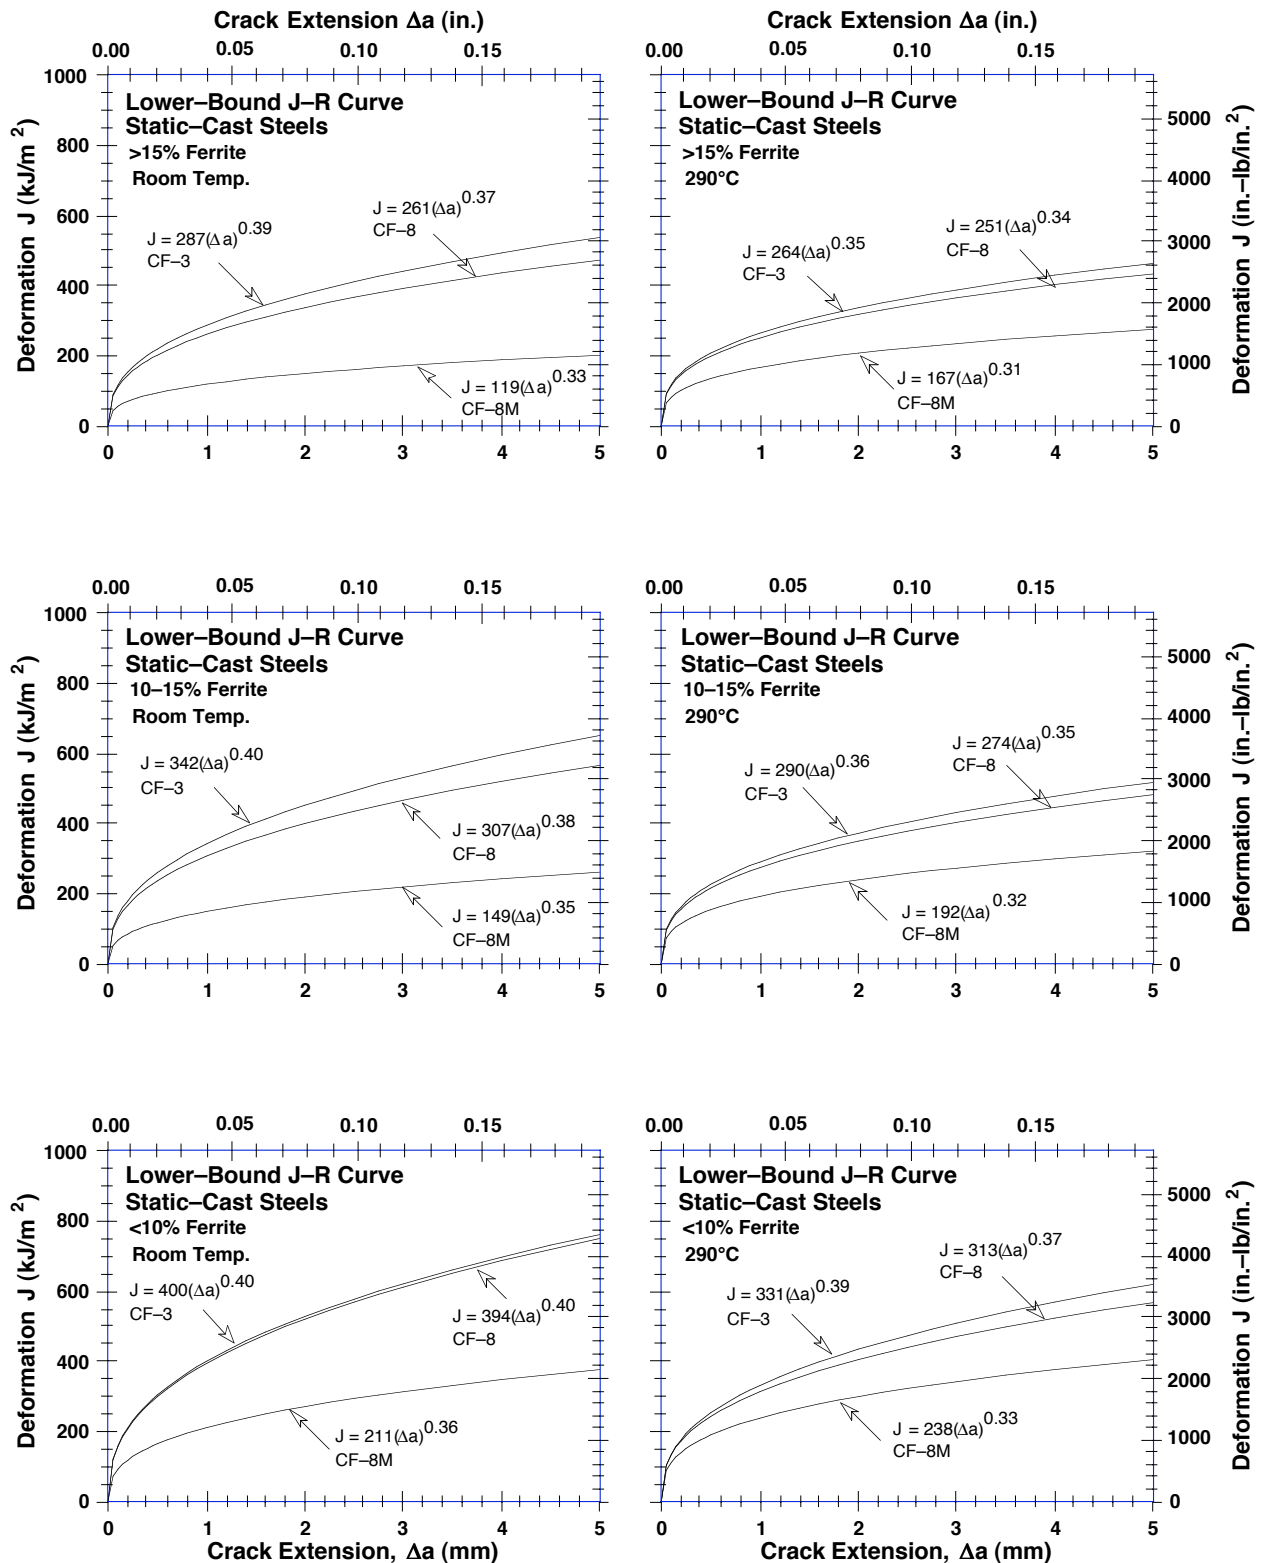 Crack Extension Δa (in.) Crack Extension Δa (in.)
0.00 0.05 0.10 0.15 0.00 0.05 0.10 0.15
Deformation J (kJ/m 2)
1000
800
600
400
200
0
Lower–Bound J–R Curve
Static–Cast Steels
>15% Ferrite
Room Temp.
J = 287(Δa)0.39
CF–3
J = 261(Δa)0.37
CF–8
J = 119(Δa)0.33
CF–8M
0 1 2 3 4 5
Lower–Bound J–R Curve
Static–Cast Steels
>15% Ferrite
290°C
J = 264(Δa)0.35
CF–3
J = 251(Δa)0.34
CF–8
J = 167(Δa)0.31
CF–8M
5000
4000
3000
2000
1000
0
Deformation J (in.–lb/in.2)
0 1 2 3 4 5
0.00 0.05 0.10 0.15 0.00 0.05 0.10 0.15
Deformation J (kJ/m 2)
1000
800
600
400
200
0
Lower–Bound J–R Curve
Static–Cast Steels
10–15% Ferrite
Room Temp.
J = 342(Δa)0.40
CF–3
J = 307(Δa)0.38
CF–8
J = 149(Δa)0.35
CF–8M
0 1 2 3 4 5
Lower–Bound J–R Curve
Static–Cast Steels
10–15% Ferrite
290°C
J = 290(Δa)0.36
CF–3
J = 274(Δa)0.35
CF–8
J = 192(Δa)0.32
CF–8M
5000
4000
3000
2000
1000
0
Deformation J (in.–lb/in.2)
0 1 2 3 4 5
0.00 0.05 0.10 0.15 0.00 0.05 0.10 0.15
Deformation J (kJ/m 2)
1000
800
600
400
200
0
Lower–Bound J–R Curve
Static–Cast Steels
<10% Ferrite
Room Temp.
J = 400(Δa)0.40
CF–3
J = 394(Δa)0.40
CF–8
J = 211(Δa)0.36
CF–8M
0 1 2 3 4 5
Crack Extension, Δa (mm)
Lower–Bound J–R Curve
Static–Cast Steels
<10% Ferrite
290°C
J = 331(Δa)0.39
CF–3
J = 313(Δa)0.37
CF–8
J = 238(Δa)0.33
CF–8M
5000
4000
3000
2000
1000
0
Deformation J (in.–lb/in.2)
0 1 2 3 4 5
Crack Extension, Δa (mm)